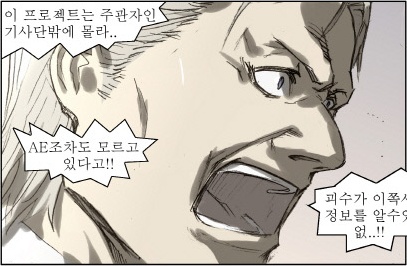 이 프로젝트는 주관자인
기사단밖에 몰라..
AE조차도 모르고
있다고!!
괴수가 이쪽
정보를 알수
없..!!